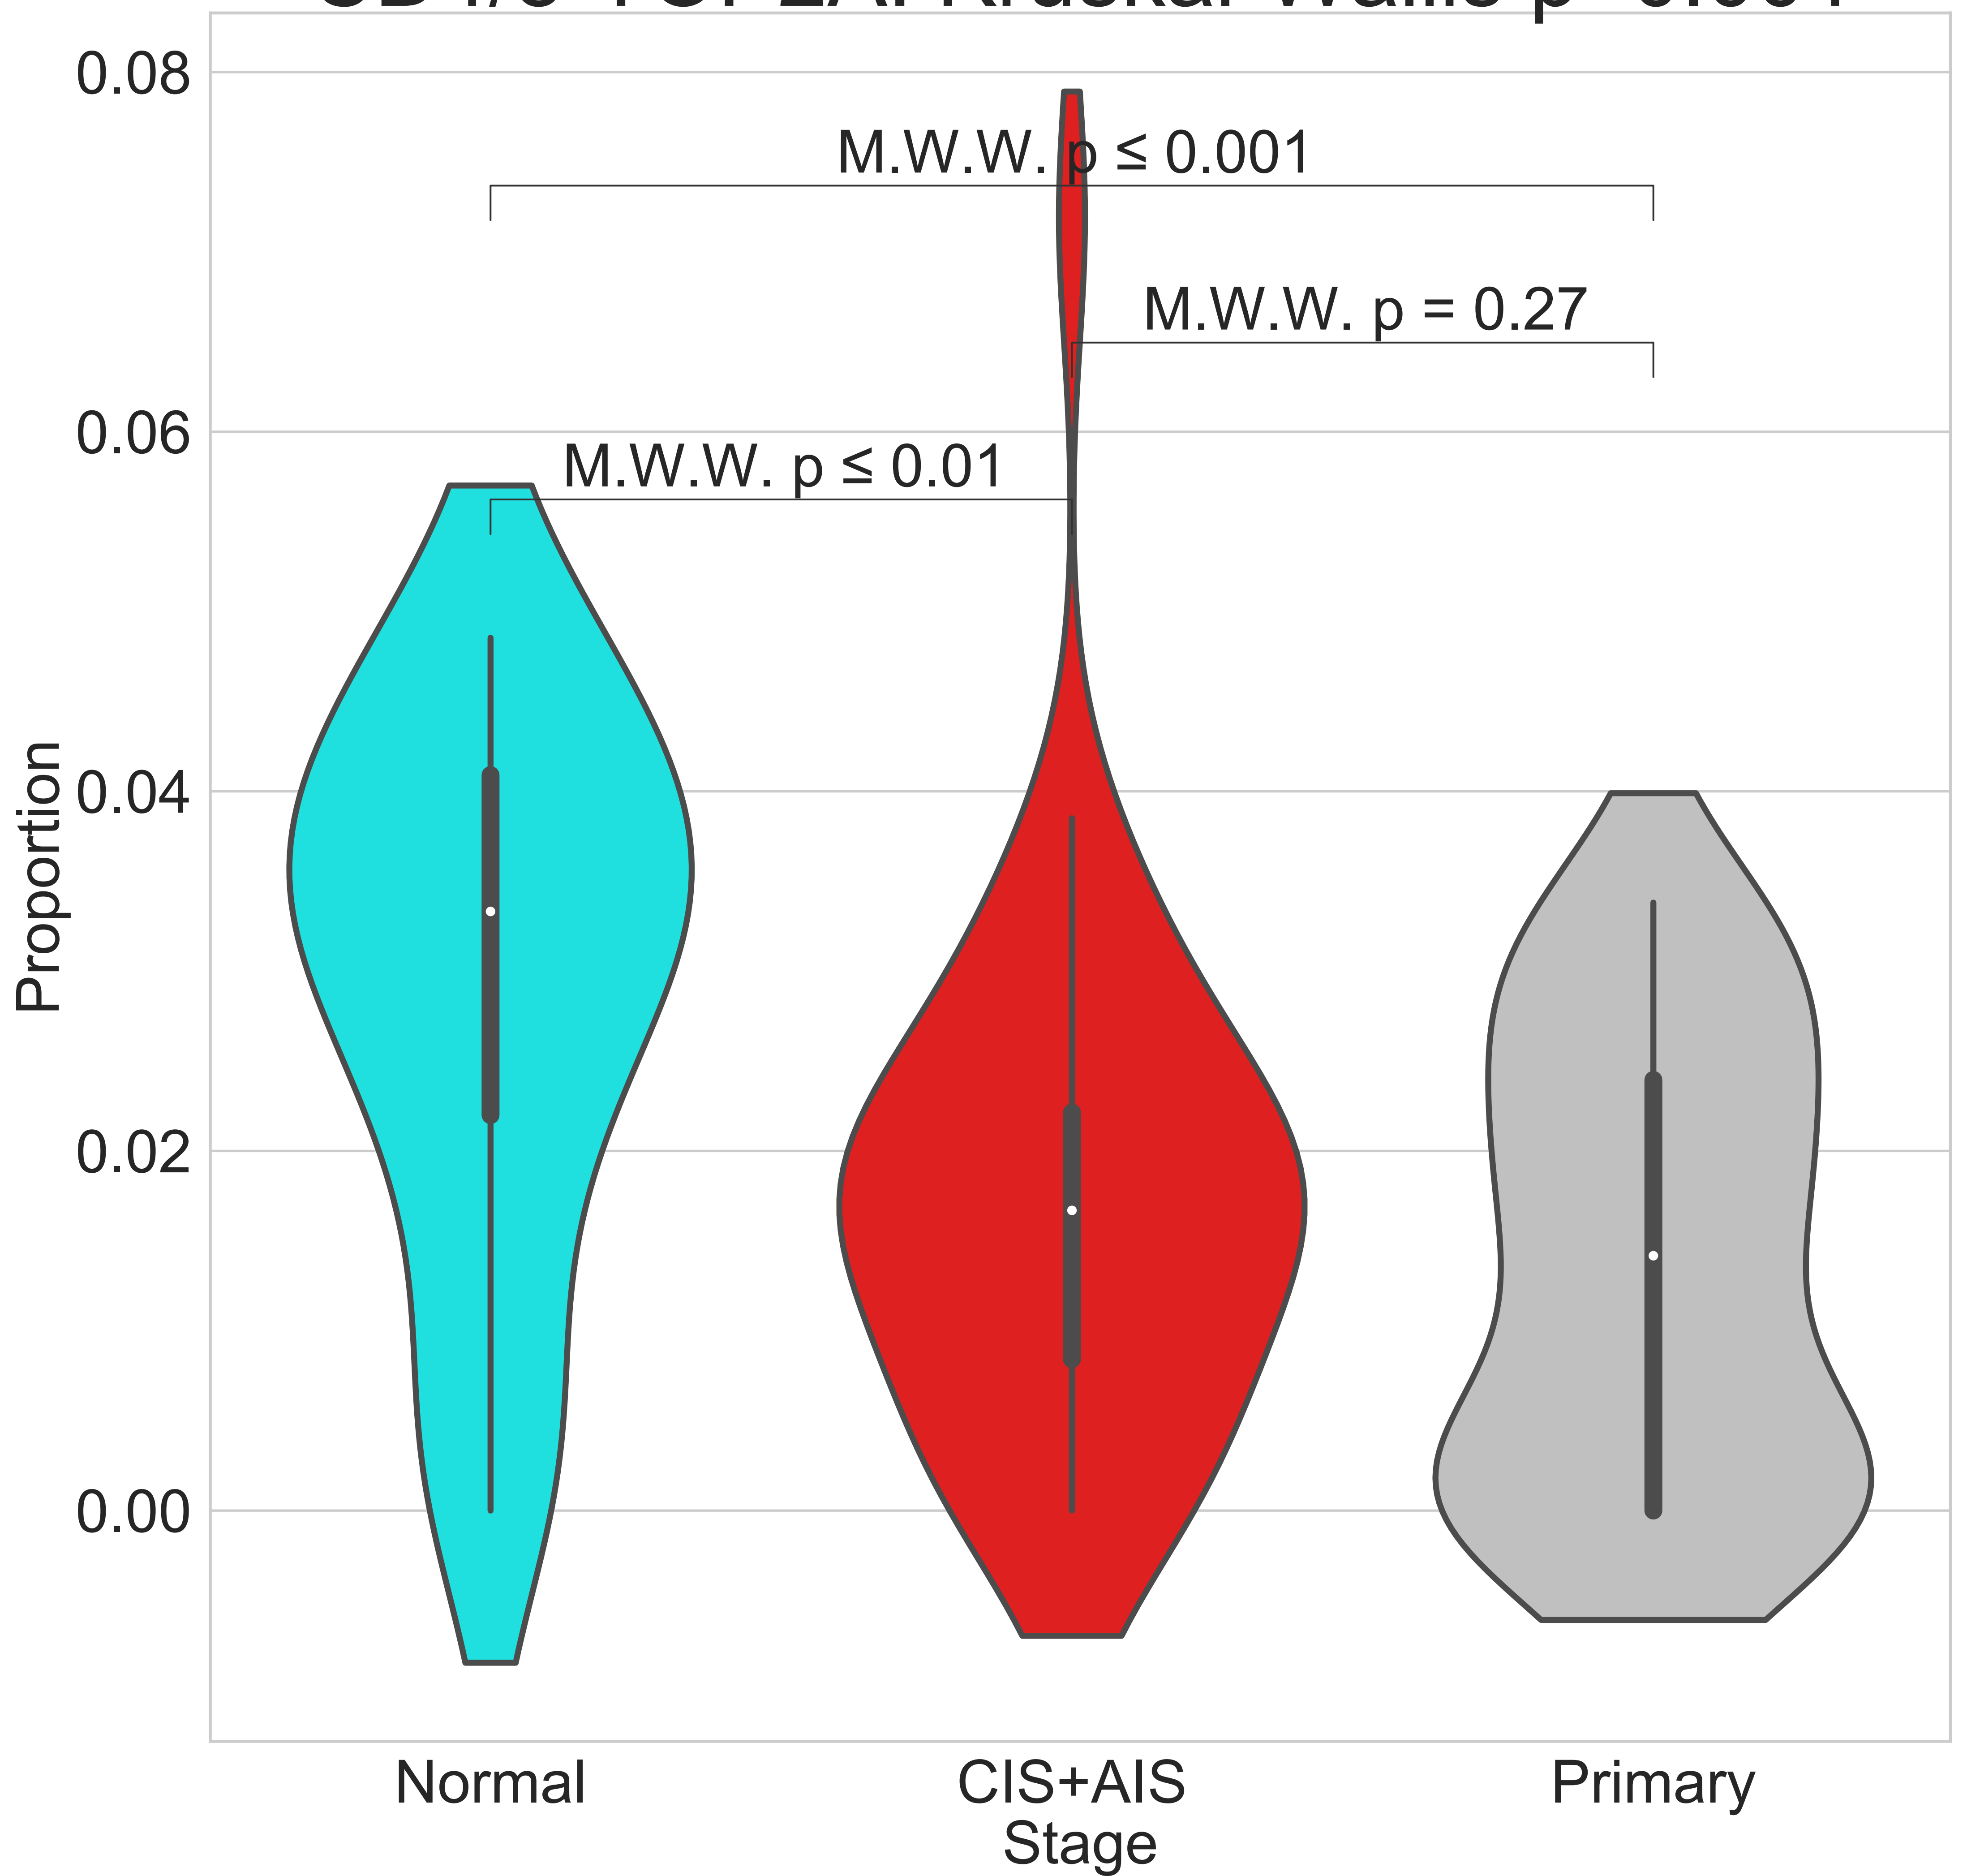 0.08
M.W.W. p ≤ 0.001
M.W.W. p = 0.27
0.06
M.W.W. p ≤ 0.01
0.04
Proportion
0.02
0.00
Normal
CIS+AIS
Primary
Stage